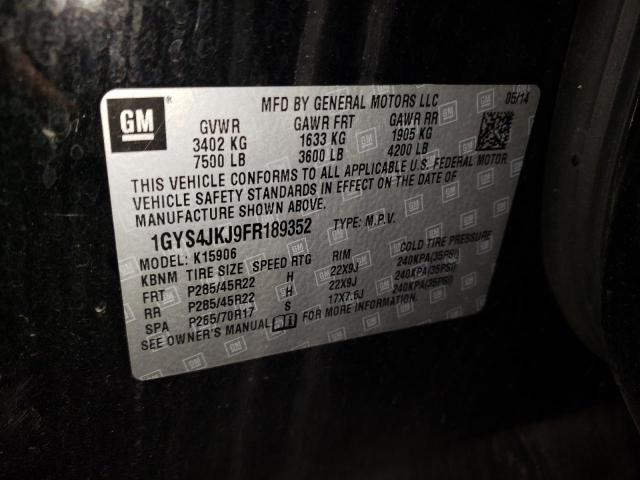 GM ®
MFD BY GENERAL MOTORS LLC 05/14
GVWR GAWR FRT GAWR RR
3402 KG 1633 KG 1905 KG
7500 LB 3600 LB 4200 LB
THIS VEHICLE CONFORMS TO ALL APPLICABLE U.S. FEDERAL MOTOR
VEHICLE SAFETY STANDARDS IN EFFECT ON THE DATE OF
MANUFACTURE SHOWN ABOVE.
1GYS4JKJ9FR189352 TYPE: M.P.V.
MODEL: K15906
KBNM TIRE SIZE SPEED RTG RIM COLD TIRE PRESSURE
FRT P285/45R22 H 22X9J 240KPA(35PSI)
RR P285/45R22 H 22X9J 240KPA(35PSI)
SPA P265/70R17 S 17X7.5J 240KPA(35PSI)
SEE OWNER'S MANUAL FOR MORE INFORMATION.